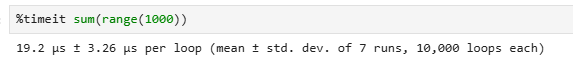 %timeit sum(range(1000))
19.2 µs ± 3.26 µs per loop (mean ± std. dev. of 7 runs, 10,000 loops each)